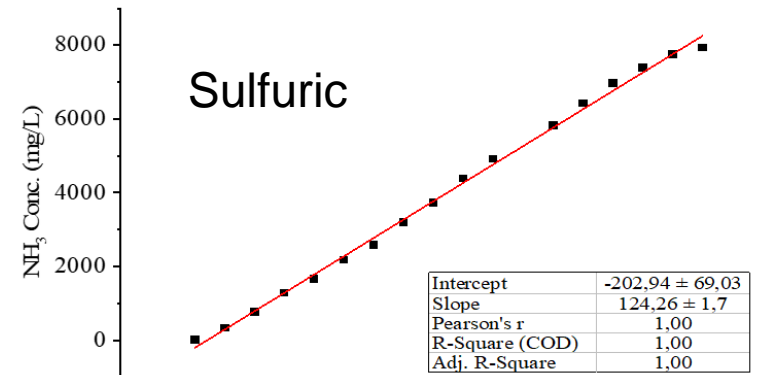 8000
Sulfuric
6000
NH₃ Conc. (mg/L)
4000
2000
0
Intercept -202,94 ± 69,03
Slope 124,26 ± 1,7
Pearson's r 1,00
R-Square (COD) 1,00
Adj. R-Square 1,00